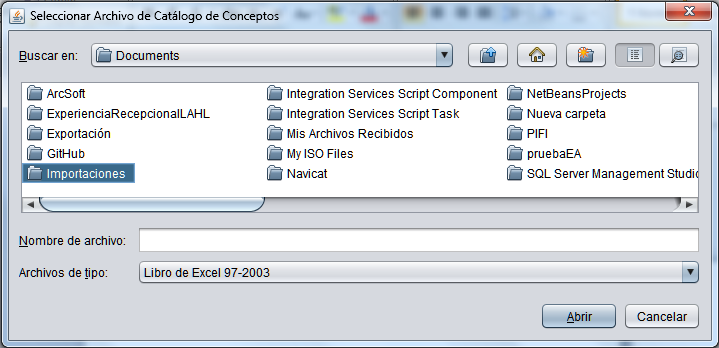 Seleccionar Archivo de Catálogo de Conceptos
Buscar en: Documents
ArcSoft
ExperienciaRecepcionalLAHL
Exportación
GitHub
Importaciones
Integration Services Script Component
Integration Services Script Task
Mis Archivos Recibidos
My ISO Files
Navicat
NetBeansProjects
Nueva carpeta
PIFI
pruebaEA
SQL Server Management Studio
Nombre de archivo:
Archivos de tipo: Libro de Excel 97-2003
Abrir Cancelar